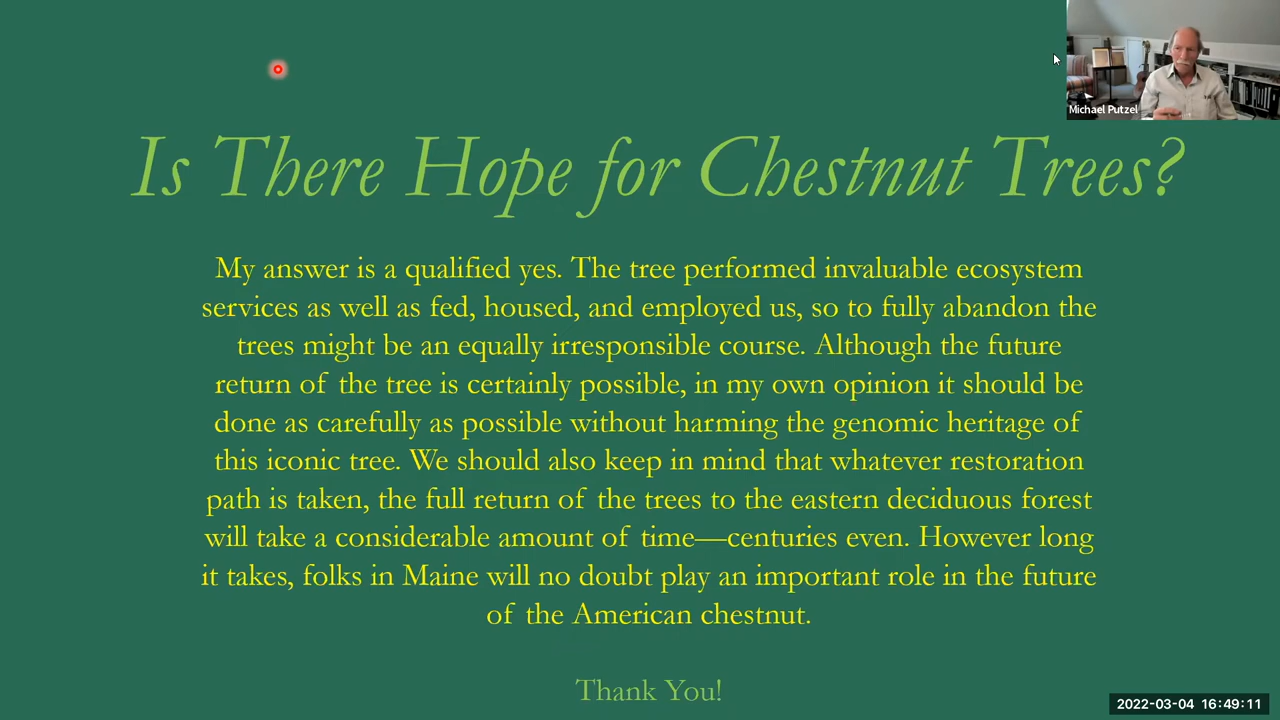 Michael Putzel
Is There Hope for Chestnut Trees?
My answer is a qualified yes. The tree performed invaluable ecosystem
services as well as fed, housed, and employed us, so to fully abandon the
trees might be an equally irresponsible course. Although the future
return of the tree is certainly possible, in my own opinion it should be
done as carefully as possible without harming the genomic heritage of
this iconic tree. We should also keep in mind that whatever restoration
path is taken, the full return of the trees to the eastern deciduous forest
will take a considerable amount of time—centuries even. However long
it takes, folks in Maine will no doubt play an important role in the future
of the American chestnut.
Thank You!
2022-03-04 16:49:11